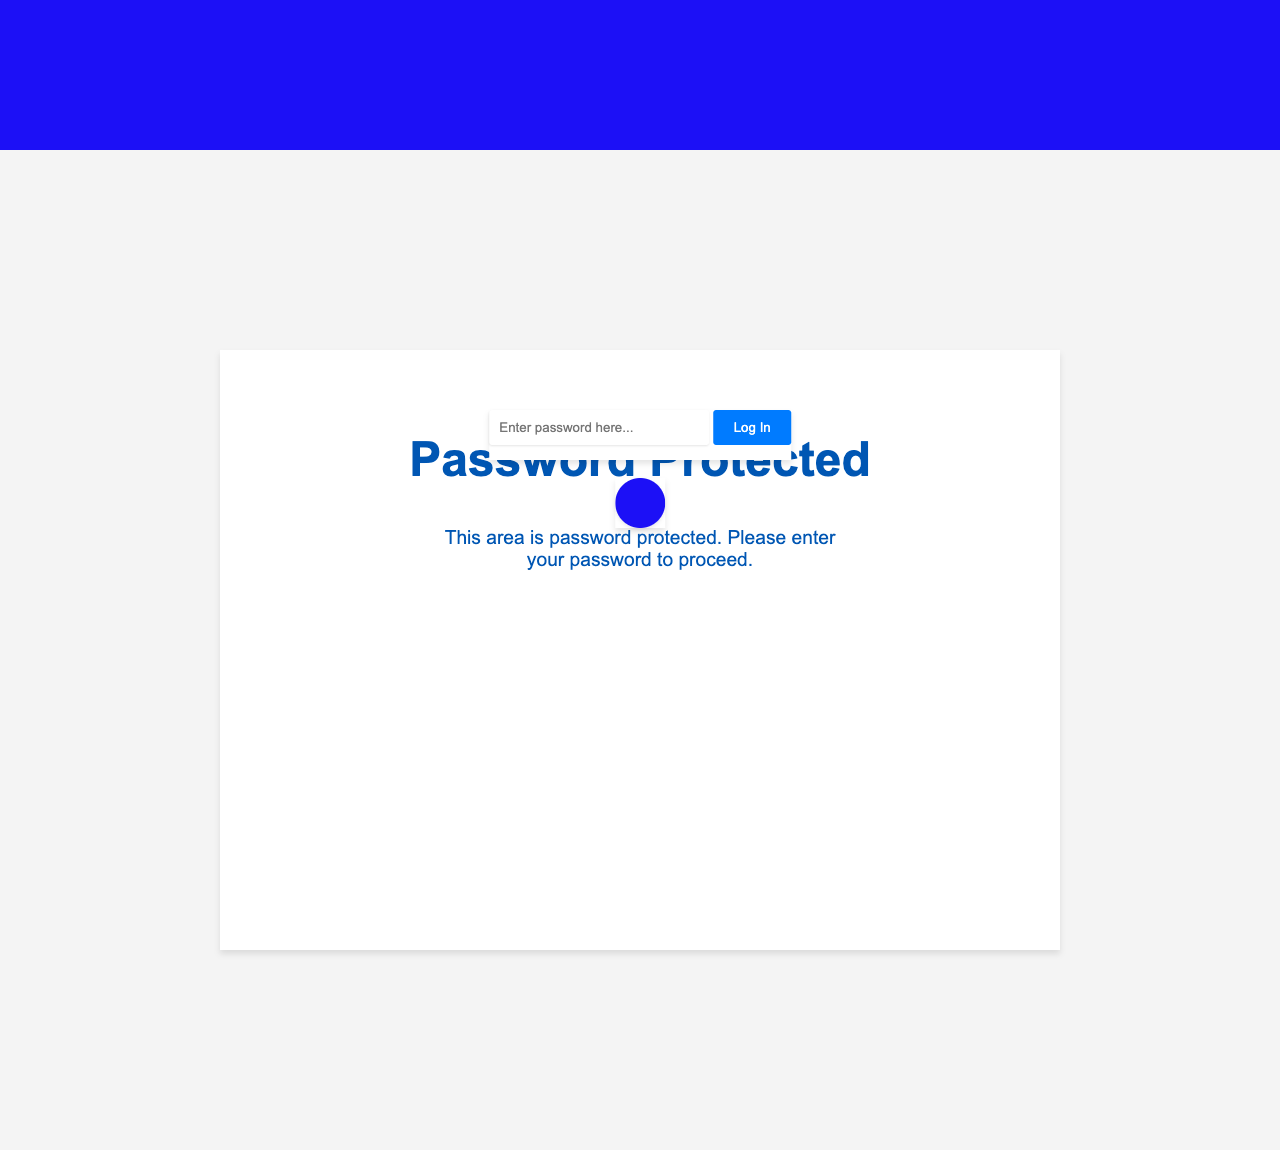 Enter password here...
Log In
Password Protected
This area is password protected. Please enter
your password to proceed.